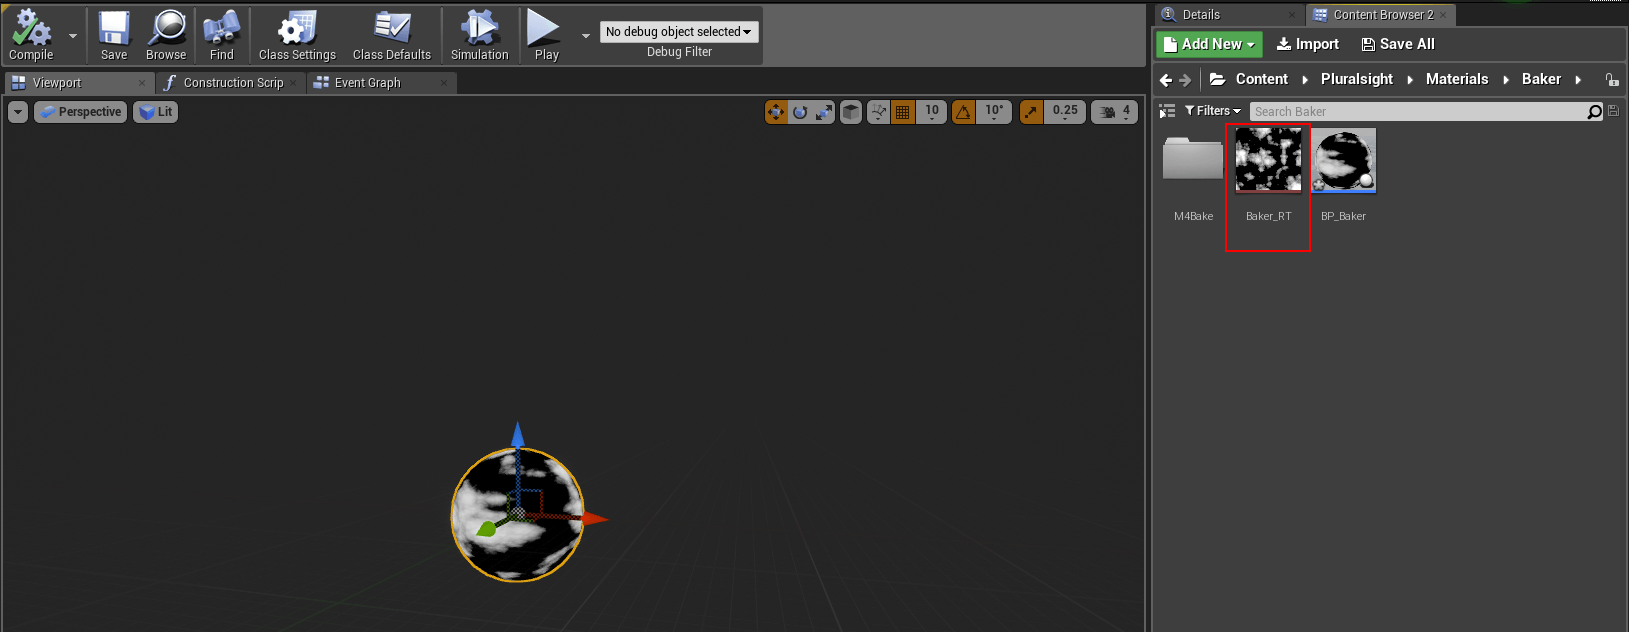 Details
Content Browser 2
Compile
Save
Browse
Find
Class Settings
Class Defaults
Simulation
Play
No debug object selected
Debug Filter
Add New
Import
Save All
Viewport
Construction Scrip
Event Graph
Content
Pluralsight
Materials
Baker
Perspective
Lit
10
10°
0.25
4
Filters
Search Baker
M4Bake
Baker_RT
BP_Baker